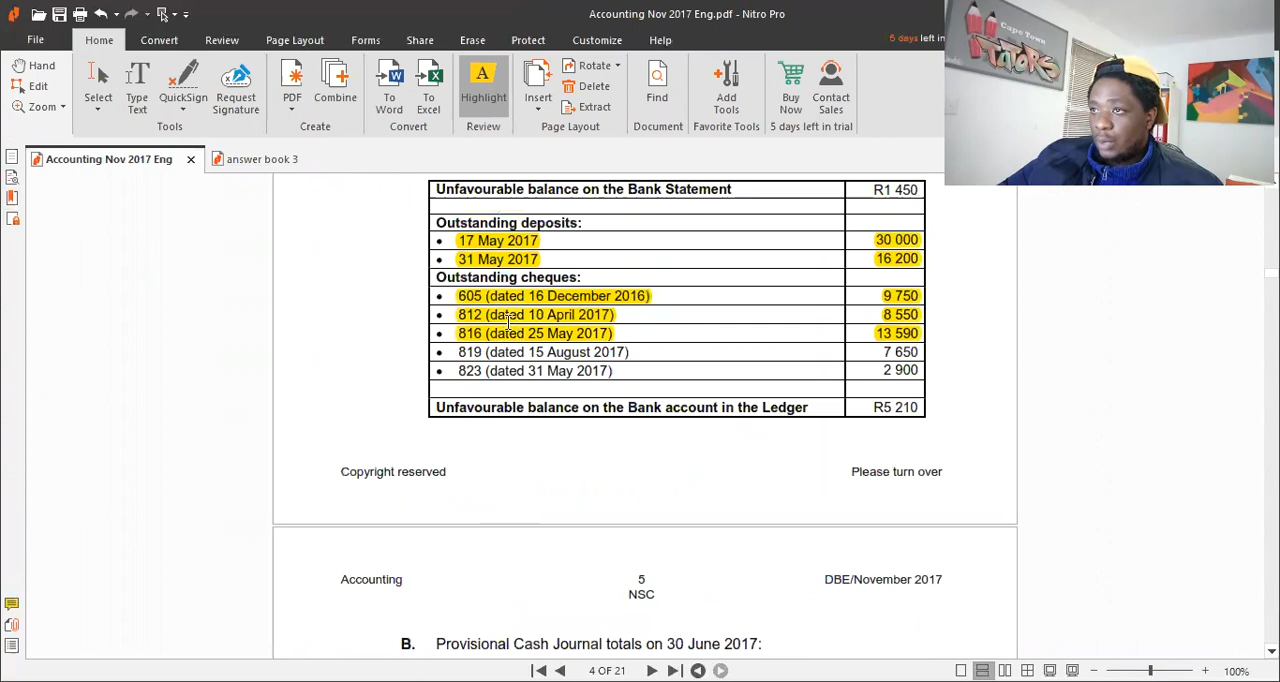 Accounting Nov 2017 Eng.pdf - Nitro Pro
File Home Convert Review Page Layout Forms Share Erase Protect Customize Help
5 days left in
Hand
Edit
Zoom
Select
Type Text
QuickSign
Request Signature
Tools
PDF
Combine
Create
To Word
To Excel
Convert
Highlight
Review
Insert
Rotate
Delete
Extract
Page Layout
Find
Document
Add Tools
Favorite Tools
Buy Now
Contact Sales
5 days left in trial
Cape Town
TUTORS
Accounting Nov 2017 Eng
answer book 3
Unfavourable balance on the Bank Statement R1 450
Outstanding deposits:
• 17 May 2017 30 000
• 31 May 2017 16 200
Outstanding cheques:
• 605 (dated 16 December 2016) 9 750
• 812 (dated 10 April 2017) 8 550
• 816 (dated 25 May 2017) 13 590
• 819 (dated 15 August 2017) 7 650
• 823 (dated 31 May 2017) 2 900
Unfavourable balance on the Bank account in the Ledger R5 210
Copyright reserved Please turn over
Accounting 5 DBE/November 2017
NSC
B. Provisional Cash Journal totals on 30 June 2017:
4 OF 21
100%